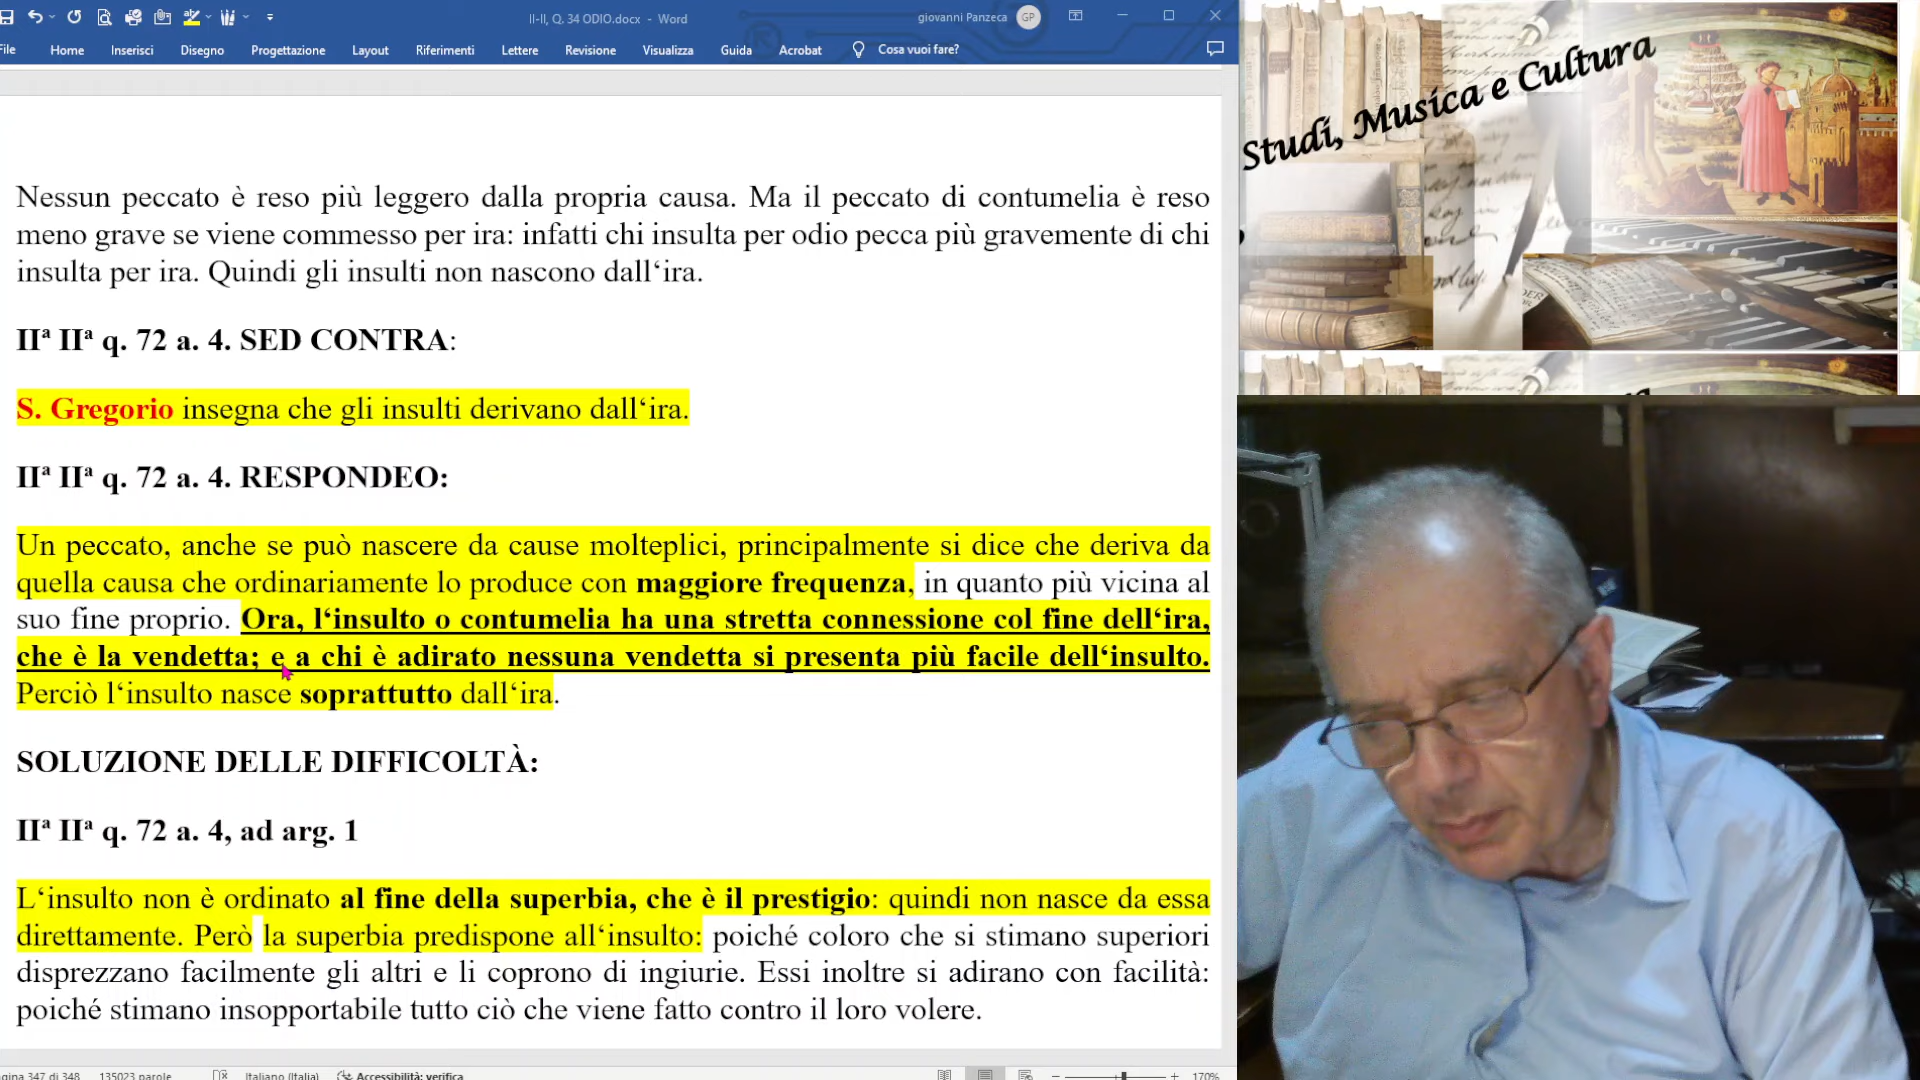 II-II, Q. 34 ODIO.docx - Word
giovanni Panzeca
GP
File Home Inserisci Disegno Progettazione Layout Riferimenti Lettere Revisione Visualizza Guida Acrobat Cosa vuoi fare?
Studi, Musica e Cultura
Nessun peccato è reso più leggero dalla propria causa. Ma il peccato di contumelia è reso
meno grave se viene commesso per ira: infatti chi insulta per odio pecca più gravemente di chi
insulta per ira. Quindi gli insulti non nascono dall‘ira.
IIª IIª q. 72 a. 4. SED CONTRA:
S. Gregorio insegna che gli insulti derivano dall‘ira.
IIª IIª q. 72 a. 4. RESPONDEO:
Un peccato, anche se può nascere da cause molteplici, principalmente si dice che deriva da
quella causa che ordinariamente lo produce con maggiore frequenza, in quanto più vicina al
suo fine proprio. Ora, l‘insulto o contumelia ha una stretta connessione col fine dell‘ira,
che è la vendetta; e a chi è adirato nessuna vendetta si presenta più facile dell‘insulto.
Perciò l‘insulto nasce soprattutto dall‘ira.
SOLUZIONE DELLE DIFFICOLTÀ:
IIª IIª q. 72 a. 4, ad arg. 1
L‘insulto non è ordinato al fine della superbia, che è il prestigio: quindi non nasce da essa
direttamente. Però la superbia predispone all‘insulto: poiché coloro che si stimano superiori
disprezzano facilmente gli altri e li coprono di ingiurie. Essi inoltre si adirano con facilità:
poiché stimano insopportabile tutto ciò che viene fatto contro il loro volere.
gina 347 di 348 135023 parole Italiano (Italia) Accessibilità: verifica 170%